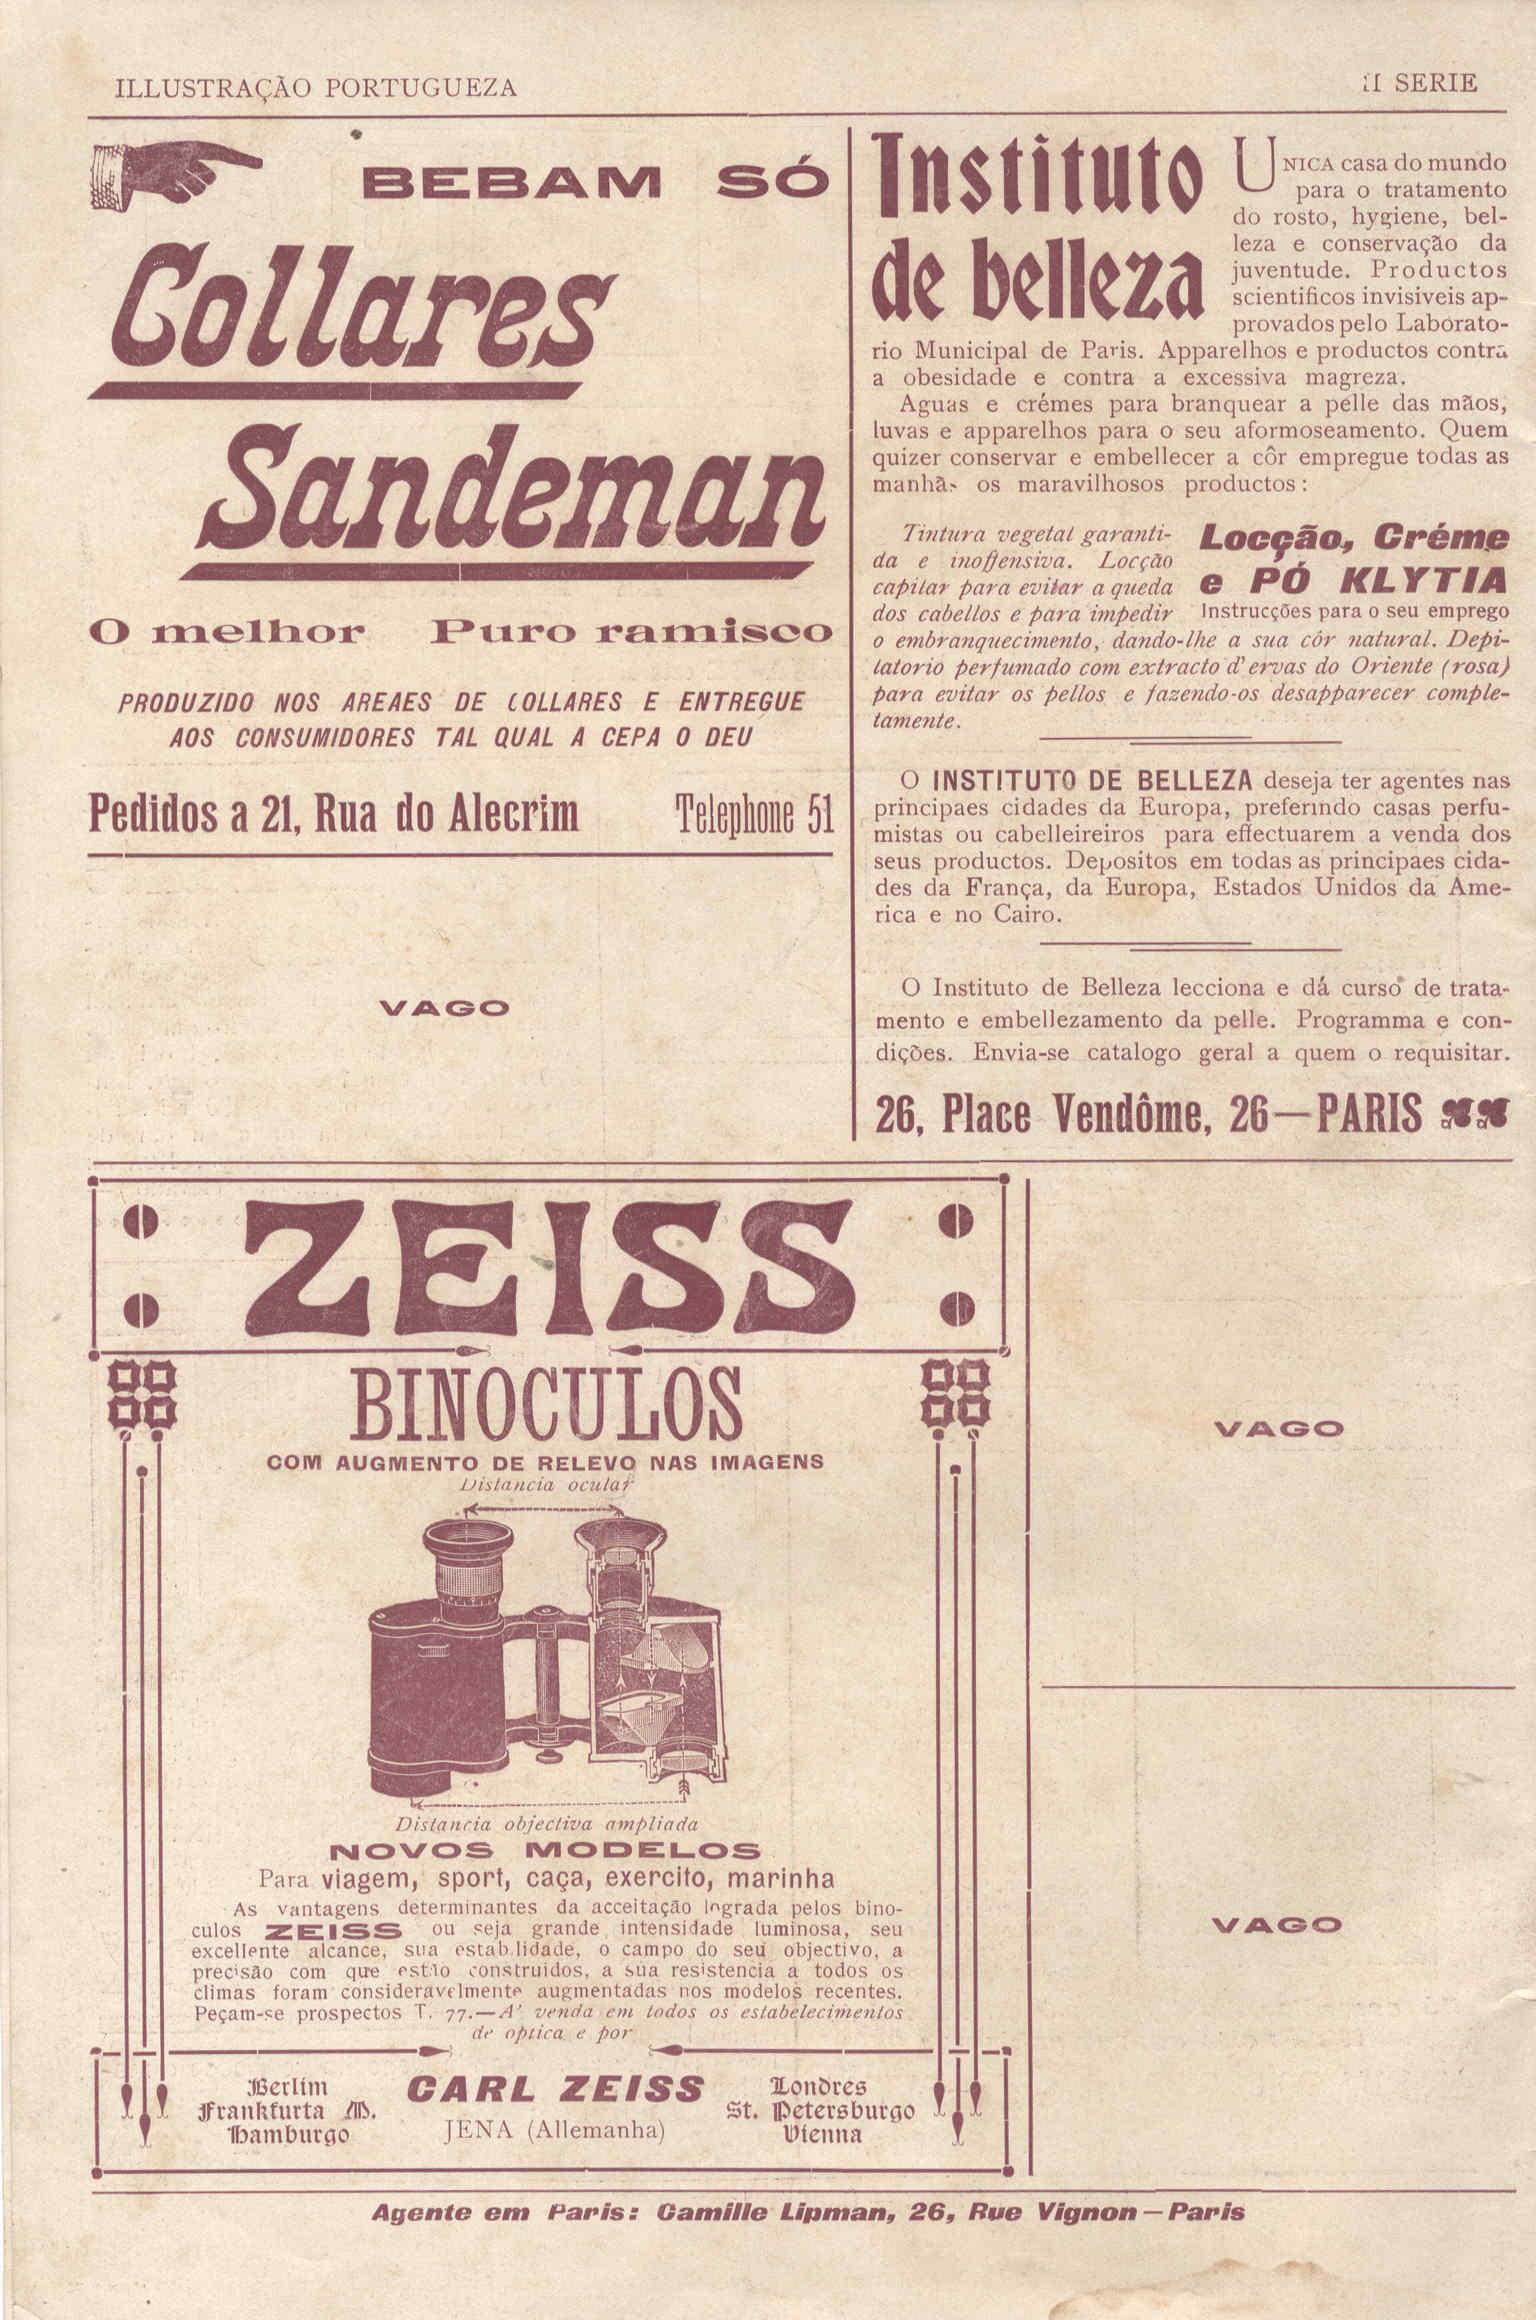 ILLUSTRAÇÃO PORTUGUEZA
II SERIE
BEBAM SÓ
Collares
Sandeman
O melhor Puro ramisco
PRODUZIDO NOS AREAES DE COLLARES E ENTREGUE
AOS CONSUMIDORES TAL QUAL A CEPA O DEU
Pedidos a 21, Rua do Alecrim Telephone 51
VAGO
Instituto
de belleza
UNICA casa do mundo
para o tratamento
do rosto, hygiene, bel-
leza e conservação da
juventude. Productos
scientificos invisiveis ap-
provados pelo Laborato-
rio Municipal de Paris. Apparelhos e productos contra
a obesidade e contra a excessiva magreza.
Aguas e crémes para branquear a pelle das mãos,
luvas e apparelhos para o seu aformoseamento. Quem
quizer conservar e embellecer a côr empregue todas as
manhãs os maravilhosos productos:
Locção, Créme
e PÓ KLYTIA
Instrucções para o seu emprego
Tintura vegetal garanti-
da e inoffensiva. Locção
capilar para evitar a queda
dos cabellos e para impedir
o embranquecimento, dando-lhe a sua côr natural. Depi-
latorio perfumado com extracto d'ervas do Oriente (rosa)
para evitar os pellos e fazendo-os desapparecer comple-
tamente.
O INSTITUTO DE BELLEZA deseja ter agentes nas
principaes cidades da Europa, preferindo casas perfu-
mistas ou cabelleireiros para effectuarem a venda dos
seus productos. Depositos em todas as principaes cida-
des da França, da Europa, Estados Unidos da Ame-
rica e no Cairo.
O Instituto de Belleza lecciona e dá curso de trata-
mento e embellezamento da pelle. Programma e con-
dições. Envia-se catalogo geral a quem o requisitar.
26, Place Vendôme, 26—PARIS
ZEISS
BINOCULOS
COM AUGMENTO DE RELEVO NAS IMAGENS
Distancia ocular
Distancia objectiva ampliada
NOVOS MODELOS
Para viagem, sport, caça, exercito, marinha
As vantagens determinantes da acceitação lograda pelos bino-
culos ZEISS ou seja grande intensidade luminosa, seu
excellente alcance, sua estabilidade, o campo do seu objectivo, a
precisão com que estão construidos, a sua resistencia a todos os
climas foram consideravelmente augmentadas nos modelos recentes.
Peçam-se prospectos T. 77.—A' venda em todos os estabelecimentos
de optica e por
Berlim
Frankfurta M.
Hamburgo
CARL ZEISS
JENA (Allemanha)
Londres
St. Petersburgo
Vienna
VAGO
VAGO
Agente em Paris: Camille Lipman, 26, Rue Vignon—Paris